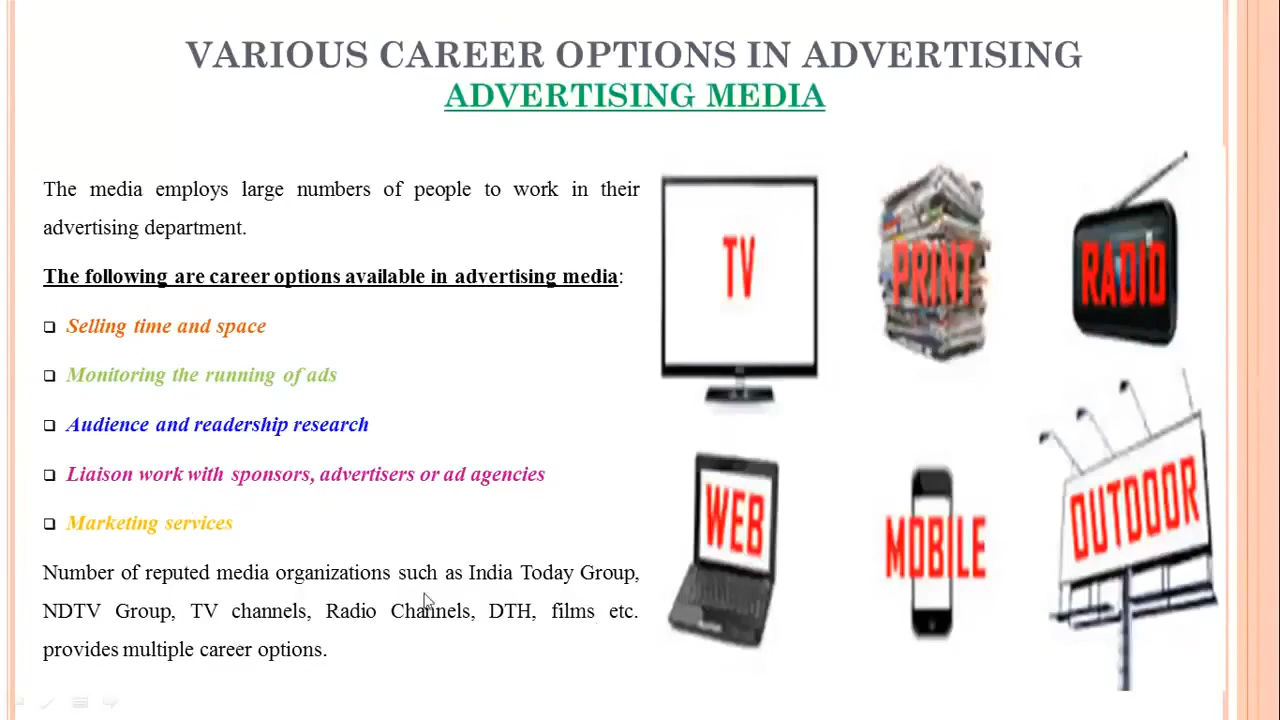 VARIOUS CAREER OPTIONS IN ADVERTISING
ADVERTISING MEDIA
The media employs large numbers of people to work in their
advertising department.
The following are career options available in advertising media:
Selling time and space
Monitoring the running of ads
Audience and readership research
Liaison work with sponsors, advertisers or ad agencies
Marketing services
Number of reputed media organizations such as India Today Group,
NDTV Group, TV channels, Radio Channels, DTH, films etc.
provides multiple career options.
TV
PRINT
RADIO
WEB
MOBILE
OUTDOOR